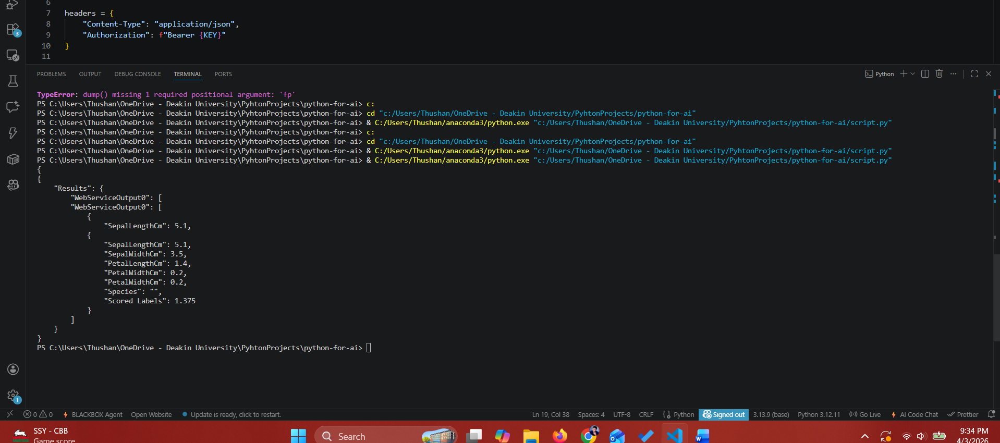 6
7 headers = {
8 "Content-Type": "application/json",
9 "Authorization": f"Bearer {KEY}"
10 }
11
3
PROBLEMS OUTPUT DEBUG CONSOLE TERMINAL PORTS
Python
TypeError: dump() missing 1 required positional argument: 'fp'
PS C:\Users\Thushan\OneDrive - Deakin University\PyhtonProjects\python-for-ai> c:
PS C:\Users\Thushan\OneDrive - Deakin University\PyhtonProjects\python-for-ai> cd "c:/Users/Thushan/OneDrive - Deakin University/PyhtonProjects/python-for-ai"
PS C:\Users\Thushan\OneDrive - Deakin University\PyhtonProjects\python-for-ai> & C:/Users/Thushan/anaconda3/python.exe "c:/Users/Thushan/OneDrive - Deakin University/PyhtonProjects/python-for-ai/script.py"
PS C:\Users\Thushan\OneDrive - Deakin University\PyhtonProjects\python-for-ai> c:
PS C:\Users\Thushan\OneDrive - Deakin University\PyhtonProjects\python-for-ai> cd "c:/Users/Thushan/OneDrive - Deakin University/PyhtonProjects/python-for-ai"
PS C:\Users\Thushan\OneDrive - Deakin University\PyhtonProjects\python-for-ai> & C:/Users/Thushan/anaconda3/python.exe "c:/Users/Thushan/OneDrive - Deakin University/PyhtonProjects/python-for-ai/script.py"
PS C:\Users\Thushan\OneDrive - Deakin University\PyhtonProjects\python-for-ai> & C:/Users/Thushan/anaconda3/python.exe "c:/Users/Thushan/OneDrive - Deakin University/PyhtonProjects/python-for-ai/script.py"
{
{
"Results": {
"WebServiceOutput0": [
"WebServiceOutput0": [
{
"SepalLengthCm": 5.1,
{
"SepalLengthCm": 5.1,
"SepalWidthCm": 3.5,
"PetalLengthCm": 1.4,
"PetalWidthCm": 0.2,
"PetalWidthCm": 0.2,
"Species": "",
"Scored Labels": 1.375
}
]
}
}
PS C:\Users\Thushan\OneDrive - Deakin University\PyhtonProjects\python-for-ai>
1
0 0 BLACKBOX Agent Open Website Update is ready, click to restart. Ln 19, Col 38 Spaces: 4 UTF-8 CRLF {} Python Signed out 3.13.9 (base) Python 3.12.11 Go Live AI Code Chat Prettier
SSY - CBB
Game score
Search
9:34 PM
4/3/2026